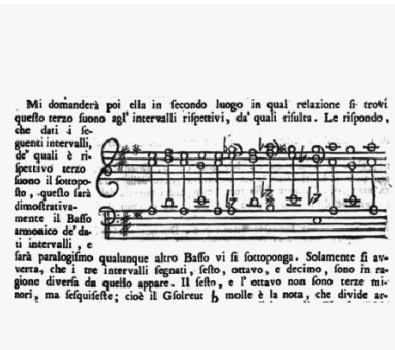 Mi domanderà poi ella in ſecondo luogo in qual relazione ſi trovi
queſto terzo ſuono agl' intervalli riſpettivi, da' quali riſulta. Le riſpondo,
che dati i ſe-
guenti intervalli,
de' quali è ri-
ſpettivo terzo
ſuono il ſottopo-
ſto, queſto ſarà
dimoſtrativa-
mente il Baſſo
armonico de' da-
ti intervalli, e
ſarà paralogiſmo qualunque altro Baſſo vi ſi ſottoponga. Solamente ſi av-
verta, che i tre intervalli ſegnati, ſeſto, ottavo, e decimo, ſono in ra-
gione diverſa da quello appare. Il ſeſto, e l' ottavo non ſono terze mi-
nori, ma ſeſquiſeſte; cioè il Gſolreut b molle è la nota, che divide ar-